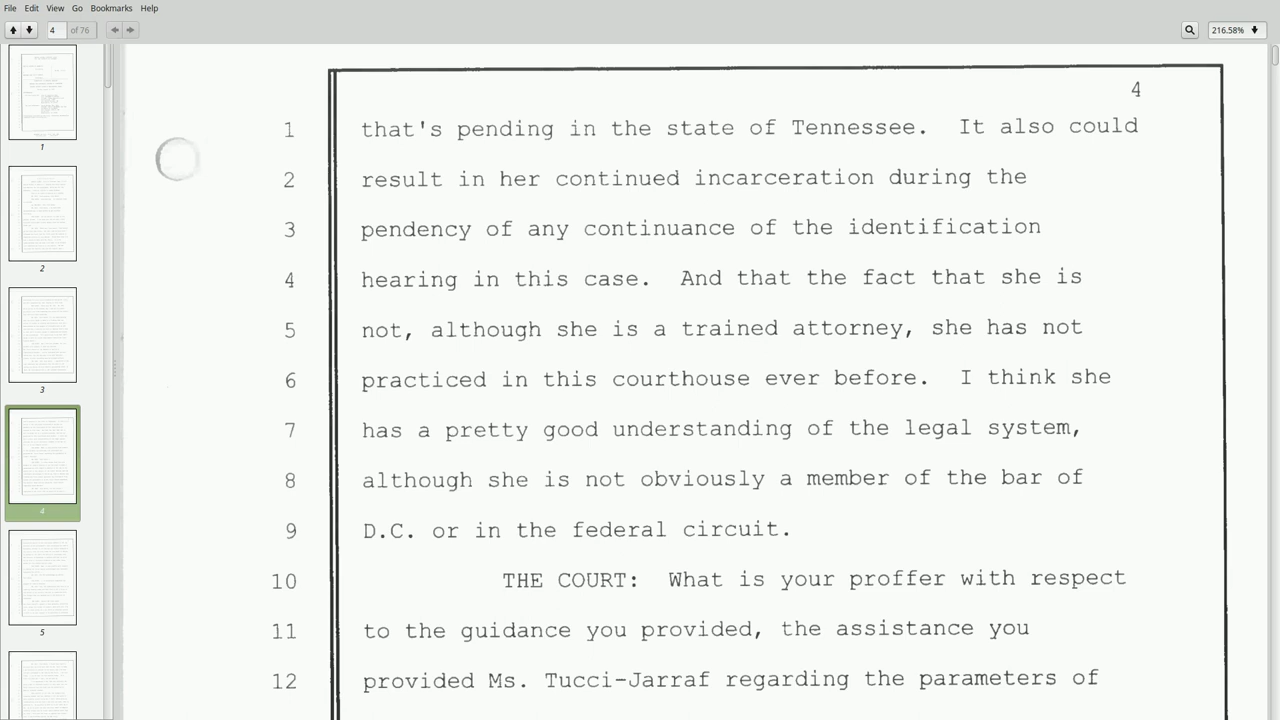 File Edit View Go Bookmarks Help
4 of 76
216.58%
1
2
3
4
5
4
1 that's pending in the state of Tennessee. It also could
2 result in her continued incarceration during the
3 pendency of any continuance of the identification
4 hearing in this case. And that the fact that she is
5 not, although she is a trained attorney, she has not
6 practiced in this courthouse ever before. I think she
7 has a pretty good understanding of the legal system,
8 although she is not obviously a member of the bar of
9 D.C. or in the federal circuit.
10 THE COURT: What is your proffer with respect
11 to the guidance you provided, the assistance you
12 provided Ms. Tucci-Jarraf regarding the parameters of